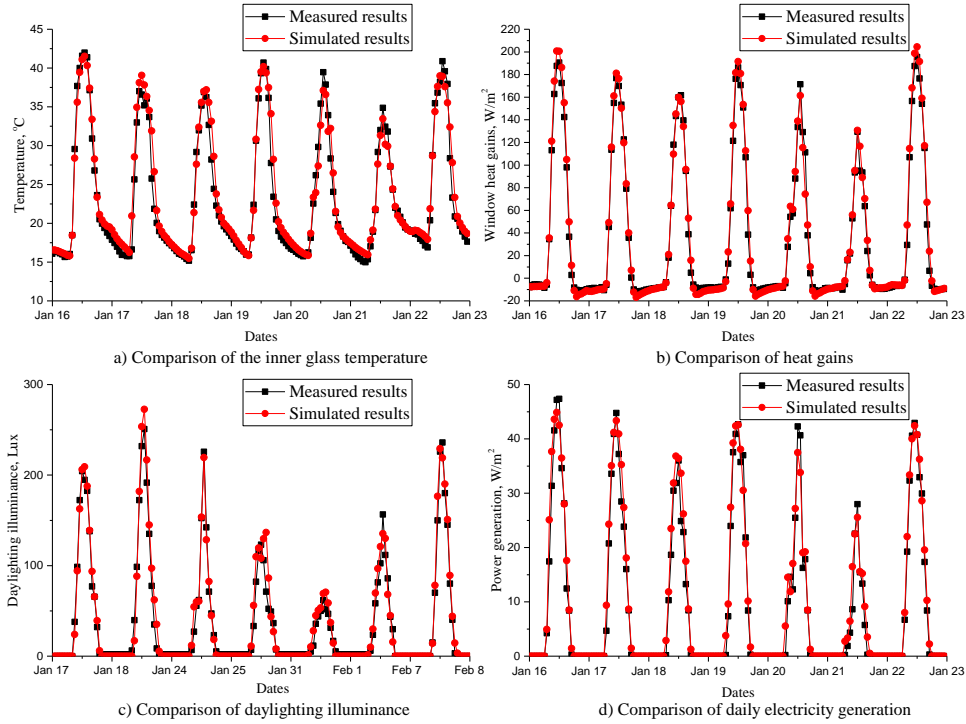 Measured results
Simulated results
45
40
35
30
25
20
15
10
Temperature, °C
Jan 16 Jan 17 Jan 18 Jan 19 Jan 20 Jan 21 Jan 22 Jan 23
Dates
a) Comparison of the inner glass temperature
Measured results
Simulated results
220
200
180
160
140
120
100
80
60
40
20
0
-20
Window heat gains, W/m²
Jan 16 Jan 17 Jan 18 Jan 19 Jan 20 Jan 21 Jan 22 Jan 23
Dates
b) Comparison of heat gains
Measured results
Simulated results
300
200
100
0
Daylighting illuminance, Lux
Jan 17 Jan 18 Jan 24 Jan 25 Jan 31 Feb 1 Feb 7 Feb 8
Dates
c) Comparison of daylighting illuminance
Measured results
Simulated results
50
40
30
20
10
0
Power generation, W/m²
Jan 16 Jan 17 Jan 18 Jan 19 Jan 20 Jan 21 Jan 22 Jan 23
Dates
d) Comparison of daily electricity generation